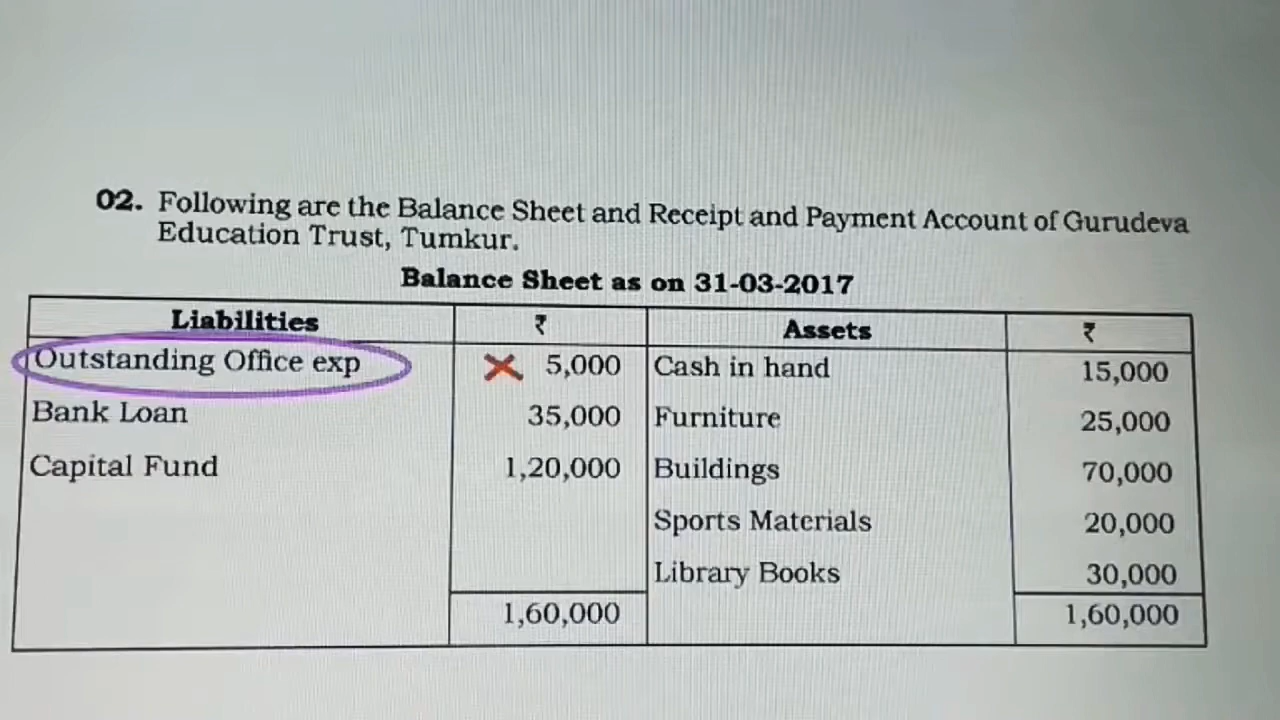 02. Following are the Balance Sheet and Receipt and Payment Account of Gurudeva
Education Trust, Tumkur.
Balance Sheet as on 31-03-2017
Liabilities ₹ Assets ₹
Outstanding Office exp 5,000 Cash in hand 15,000
Bank Loan 35,000 Furniture 25,000
Capital Fund 1,20,000 Buildings 70,000
Sports Materials 20,000
Library Books 30,000
1,60,000 1,60,000